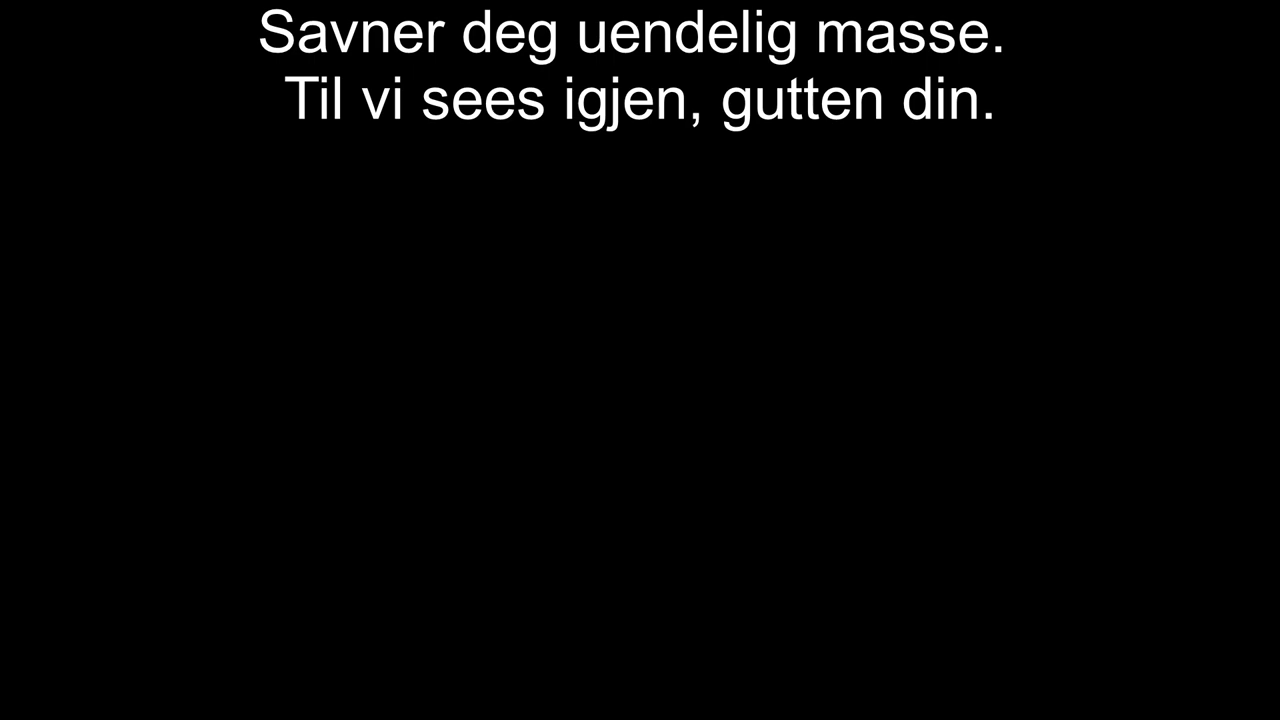 Savner deg uendelig masse.
Til vi sees igjen, gutten din.